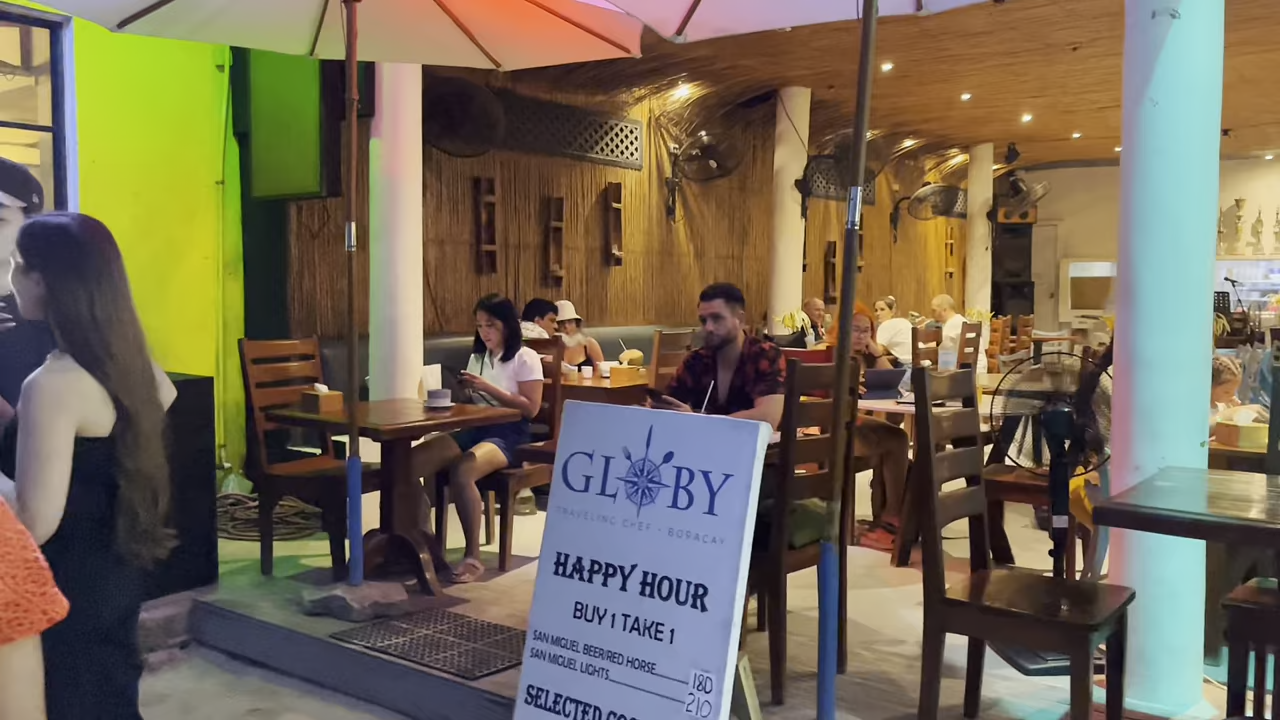 GLOBY
TRAVELING CHEF - BORACAY
HAPPY HOUR
BUY 1 TAKE 1
SAN MIGUEL BEER/RED HORSE 180
SAN MIGUEL LIGHTS 210
SELECTED